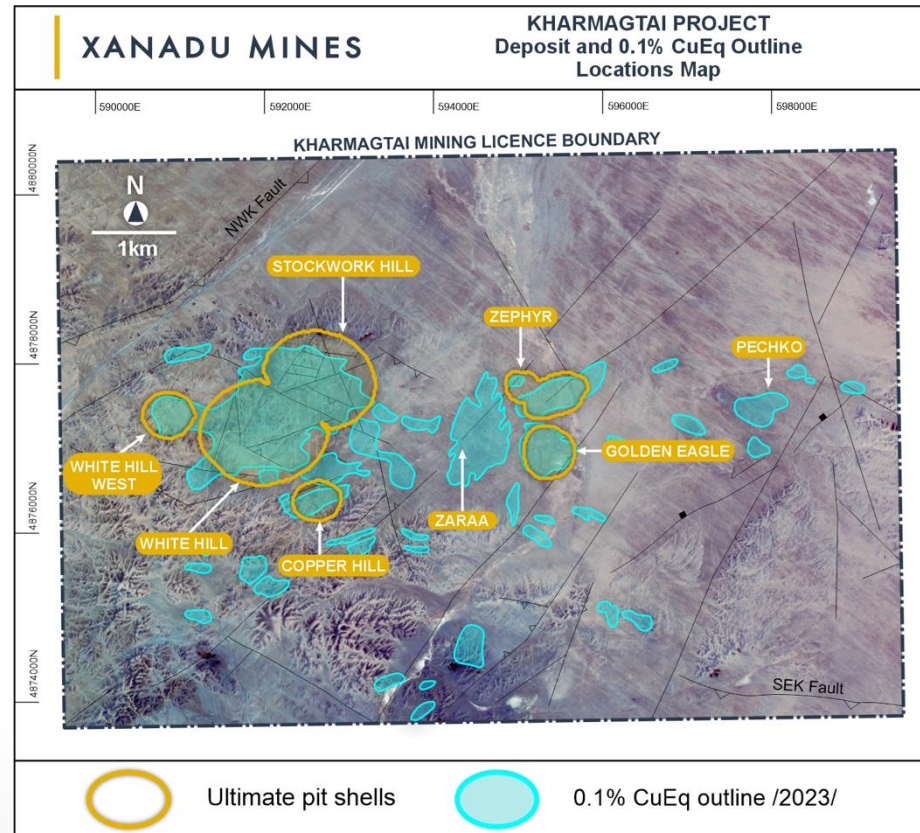 XANADU MINES
KHARMAGTAI PROJECT
Deposit and 0.1% CuEq Outline
Locations Map
590000E
592000E
594000E
596000E
598000E
KHARMAGTAI MINING LICENCE BOUNDARY
4880000N
4878000N
4876000N
4874000N
N
1km
NWK Fault
STOCKWORK HILL
ZEPHYR
PECHKO
WHITE HILL
WEST
GOLDEN EAGLE
WHITE HILL
ZARAA
COPPER HILL
SEK Fault
Ultimate pit shells
0.1% CuEq outline /2023/